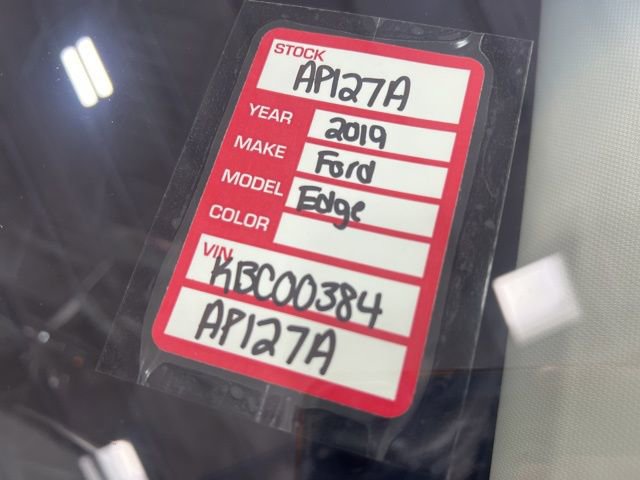 STOCK
AP127A
YEAR 2019
MAKE Ford
MODEL Edge
COLOR
VIN
KBC00384
AP127A